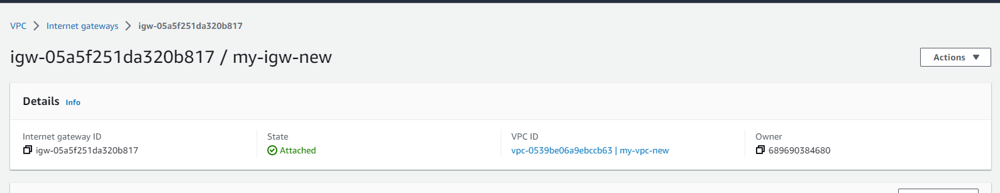 VPC > Internet gateways > igw-05a5f251da320b817
igw-05a5f251da320b817 / my-igw-new
Actions
Details Info
Internet gateway ID
igw-05a5f251da320b817
State
Attached
VPC ID
vpc-0539be06a9ebccb63 | my-vpc-new
Owner
689690384680